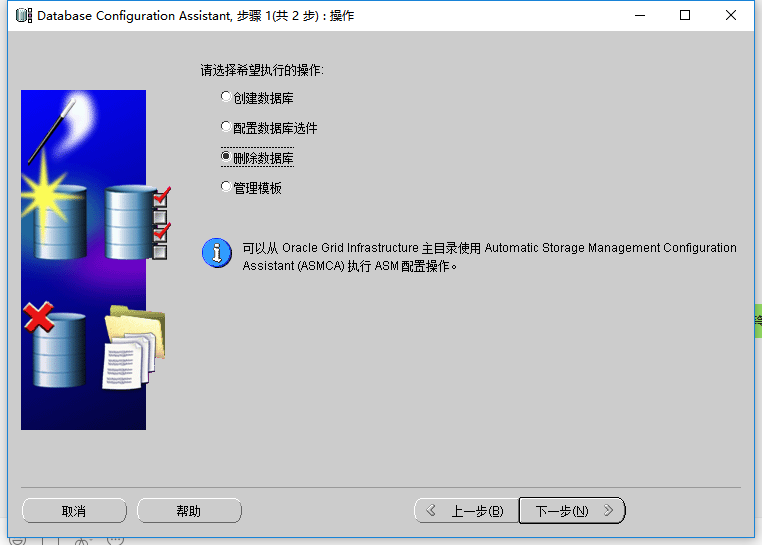 Database Configuration Assistant, 步骤 1(共 2 步) : 操作
请选择希望执行的操作:
创建数据库
配置数据库选件
删除数据库
管理模板
可以从 Oracle Grid Infrastructure 主目录使用 Automatic Storage Management Configuration
Assistant (ASMCA) 执行 ASM 配置操作。
取消
帮助
上一步(B)
下一步(N)